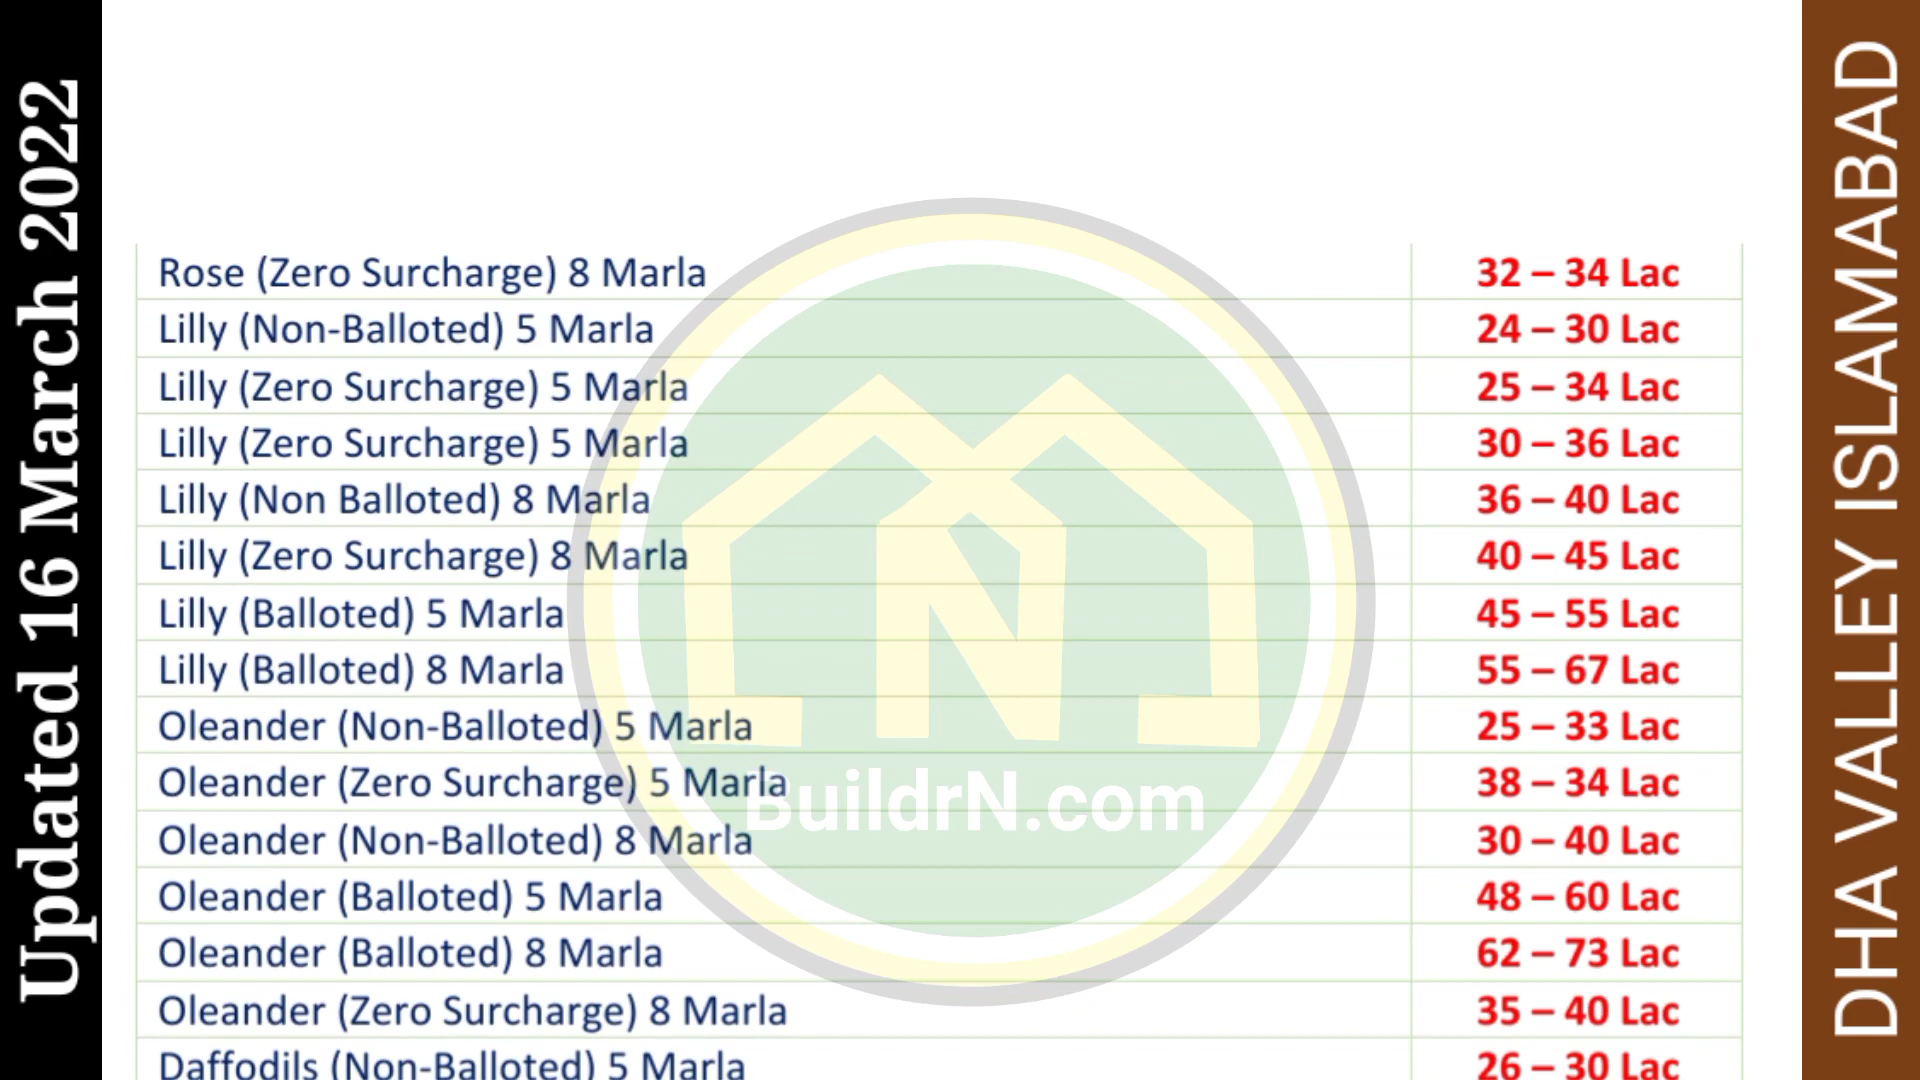 Updated 16 March 2022
Rose (Zero Surcharge) 8 Marla 32 – 34 Lac
Lilly (Non-Balloted) 5 Marla 24 – 30 Lac
Lilly (Zero Surcharge) 5 Marla 25 – 34 Lac
Lilly (Zero Surcharge) 5 Marla 30 – 36 Lac
Lilly (Non Balloted) 8 Marla 36 – 40 Lac
Lilly (Zero Surcharge) 8 Marla 40 – 45 Lac
Lilly (Balloted) 5 Marla 45 – 55 Lac
Lilly (Balloted) 8 Marla 55 – 67 Lac
Oleander (Non-Balloted) 5 Marla 25 – 33 Lac
Oleander (Zero Surcharge) 5 Marla 38 – 34 Lac
BuildrN.com
Oleander (Non-Balloted) 8 Marla 30 – 40 Lac
Oleander (Balloted) 5 Marla 48 – 60 Lac
Oleander (Balloted) 8 Marla 62 – 73 Lac
Oleander (Zero Surcharge) 8 Marla 35 – 40 Lac
Daffodils (Non-Balloted) 5 Marla 26 – 30 Lac
DHA VALLEY ISLAMABAD